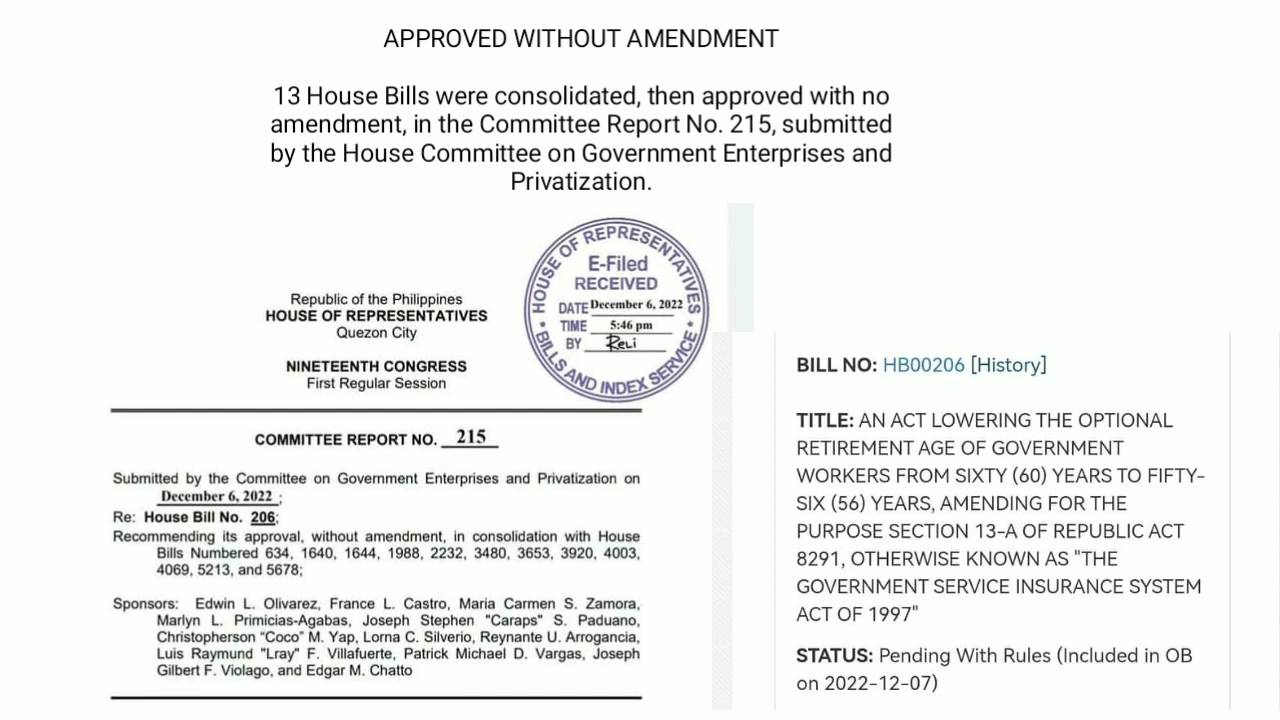 APPROVED WITHOUT AMENDMENT
13 House Bills were consolidated, then approved with no
amendment, in the Committee Report No. 215, submitted
by the House Committee on Government Enterprises and
Privatization.
HOUSE OF REPRESENTATIVES
E-Filed
RECEIVED
DATE December 6, 2022
TIME 5:46 pm
BY Reli
BILLS AND INDEX SERVICE
Republic of the Philippines
HOUSE OF REPRESENTATIVES
Quezon City
NINETEENTH CONGRESS
First Regular Session
COMMITTEE REPORT NO. 215
Submitted by the Committee on Government Enterprises and Privatization on
December 6, 2022 ;
Re: House Bill No. 206;
Recommending its approval, without amendment, in consolidation with House
Bills Numbered 634, 1640, 1644, 1988, 2232, 3480, 3653, 3920, 4003,
4069, 5213, and 5678;
Sponsors: Edwin L. Olivarez, France L. Castro, Maria Carmen S. Zamora,
Marlyn L. Primicias-Agabas, Joseph Stephen "Caraps" S. Paduano,
Christopherson “Coco” M. Yap, Lorna C. Silverio, Reynante U. Arrogancia,
Luis Raymund "Lray" F. Villafuerte, Patrick Michael D. Vargas, Joseph
Gilbert F. Violago, and Edgar M. Chatto
BILL NO: HB00206 [History]
TITLE: AN ACT LOWERING THE OPTIONAL
RETIREMENT AGE OF GOVERNMENT
WORKERS FROM SIXTY (60) YEARS TO FIFTY-
SIX (56) YEARS, AMENDING FOR THE
PURPOSE SECTION 13-A OF REPUBLIC ACT
8291, OTHERWISE KNOWN AS "THE
GOVERNMENT SERVICE INSURANCE SYSTEM
ACT OF 1997"
STATUS: Pending With Rules (Included in OB
on 2022-12-07)